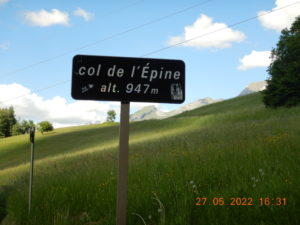 col de l'Épine
alt. 947m
27.05.2022 16:31